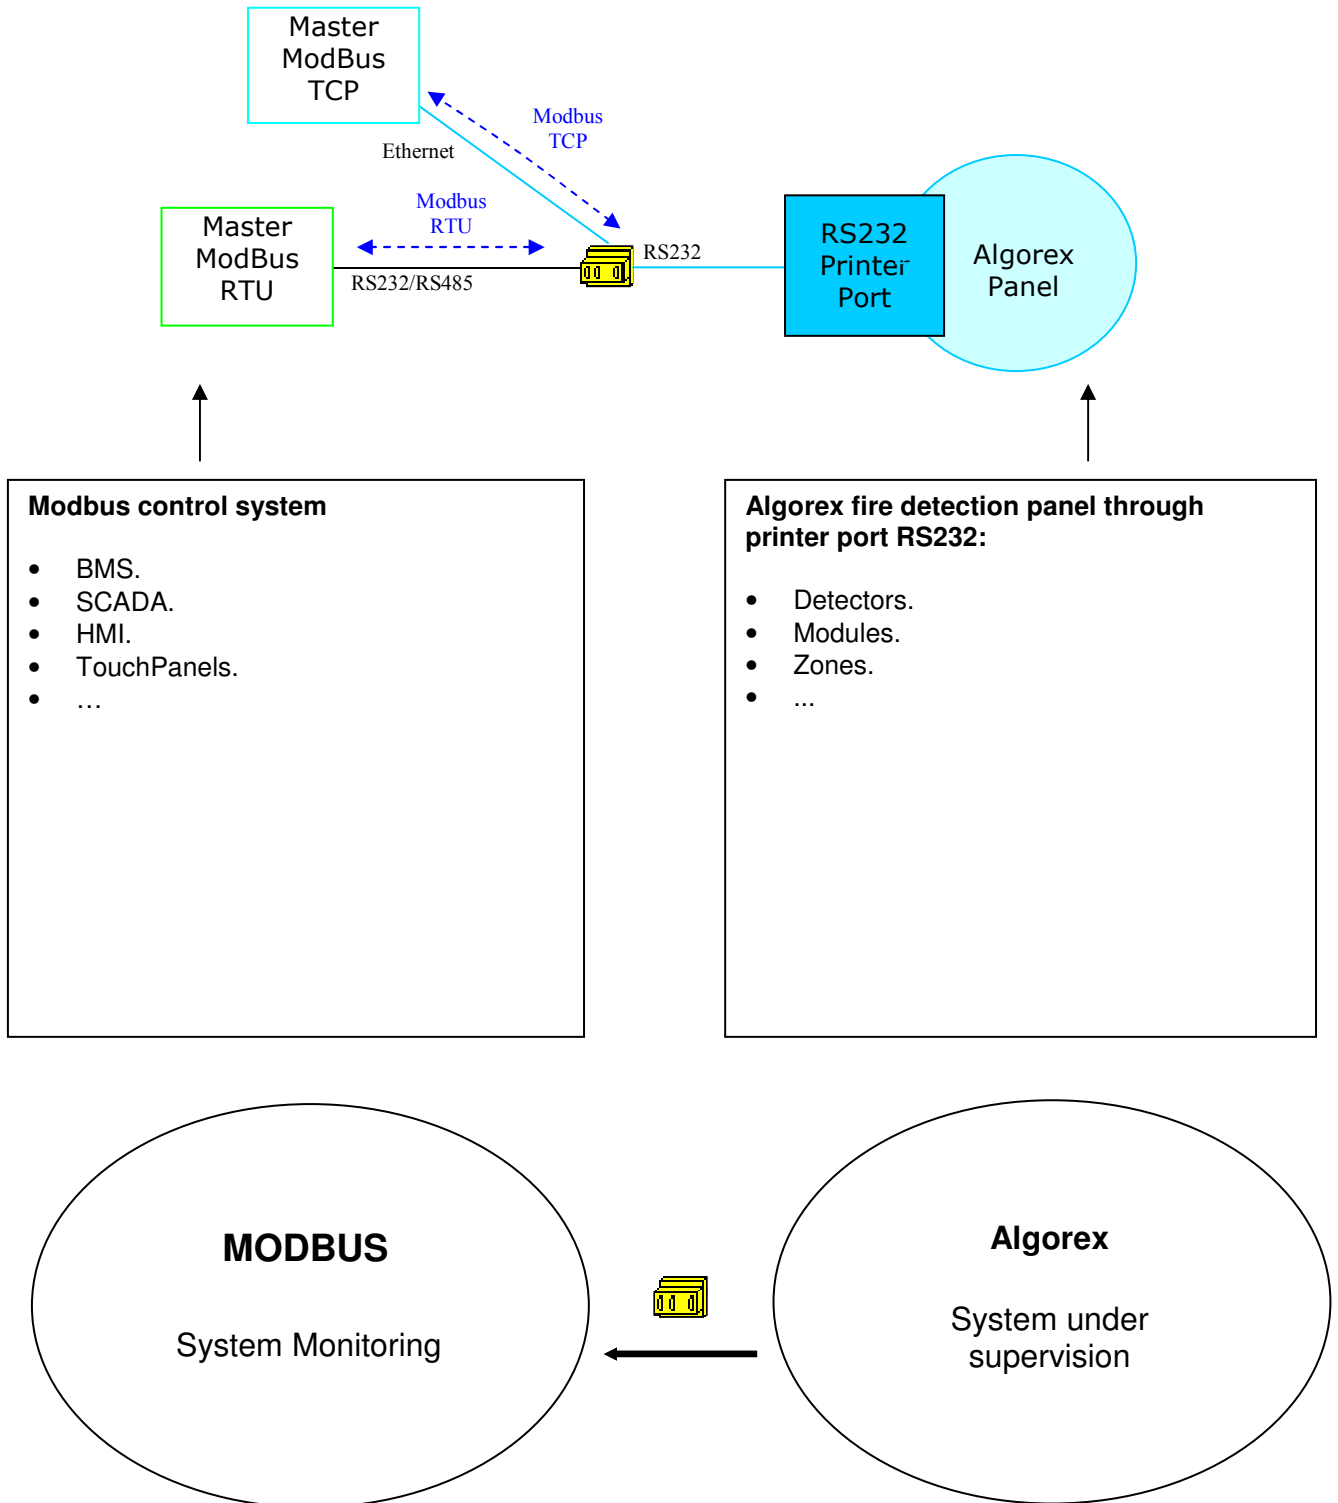 Master
ModBus
TCP
Modbus
TCP
Ethernet
Master
ModBus
RTU
Modbus
RTU
RS232/RS485
RS232
RS232
Printer
Port
Algorex
Panel
Modbus control system
• BMS.
• SCADA.
• HMI.
• TouchPanels.
• …
Algorex fire detection panel through
printer port RS232:
• Detectors.
• Modules.
• Zones.
• ...
MODBUS
System Monitoring
Algorex
System under
supervision